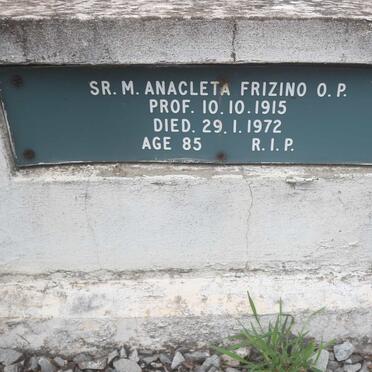 SR. M. ANACLETA FRIZINO O. P.
PROF. 10.10.1915
DIED. 29.1.1972
AGE 85 R. I. P.